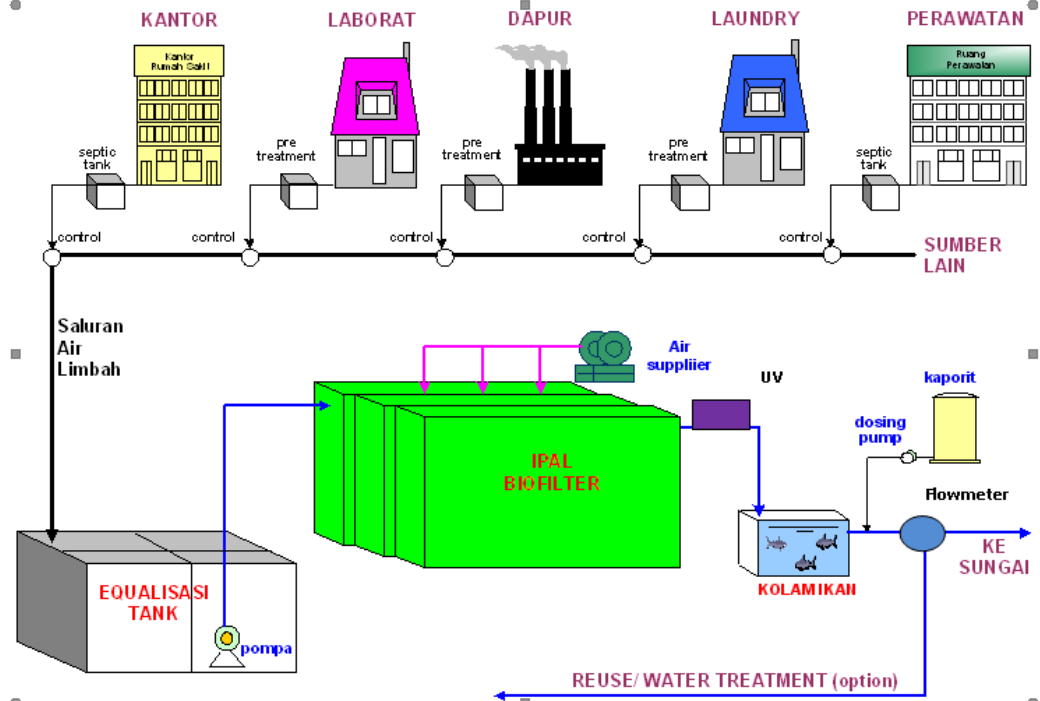 KANTOR
LABORAT
DAPUR
LAUNDRY
PERAWATAN
Kantor
Rumah Sakit
Ruang
Perawatan
septic
tank
pre
treatment
pre
treatment
pre
treatment
septic
tank
control
control
control
control
control
SUMBER
LAIN
Saluran
Air
Limbah
Air
suppliier
UV
kaporit
dosing
pump
IPAL
BIOFILTER
Flowmeter
KE
SUNGAI
EQUALISASI
TANK
KOLAM IKAN
pompa
REUSE/ WATER TREATMENT (option)